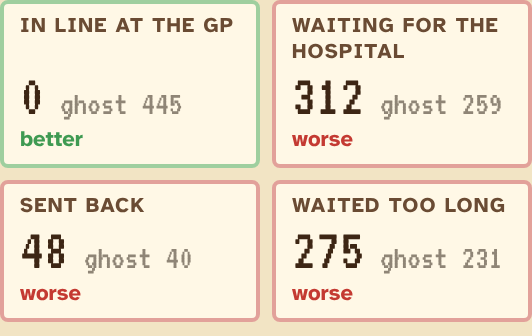 IN LINE AT THE GP
0 ghost 445
better
WAITING FOR THE
HOSPITAL
312 ghost 259
worse
SENT BACK
48 ghost 40
worse
WAITED TOO LONG
275 ghost 231
worse